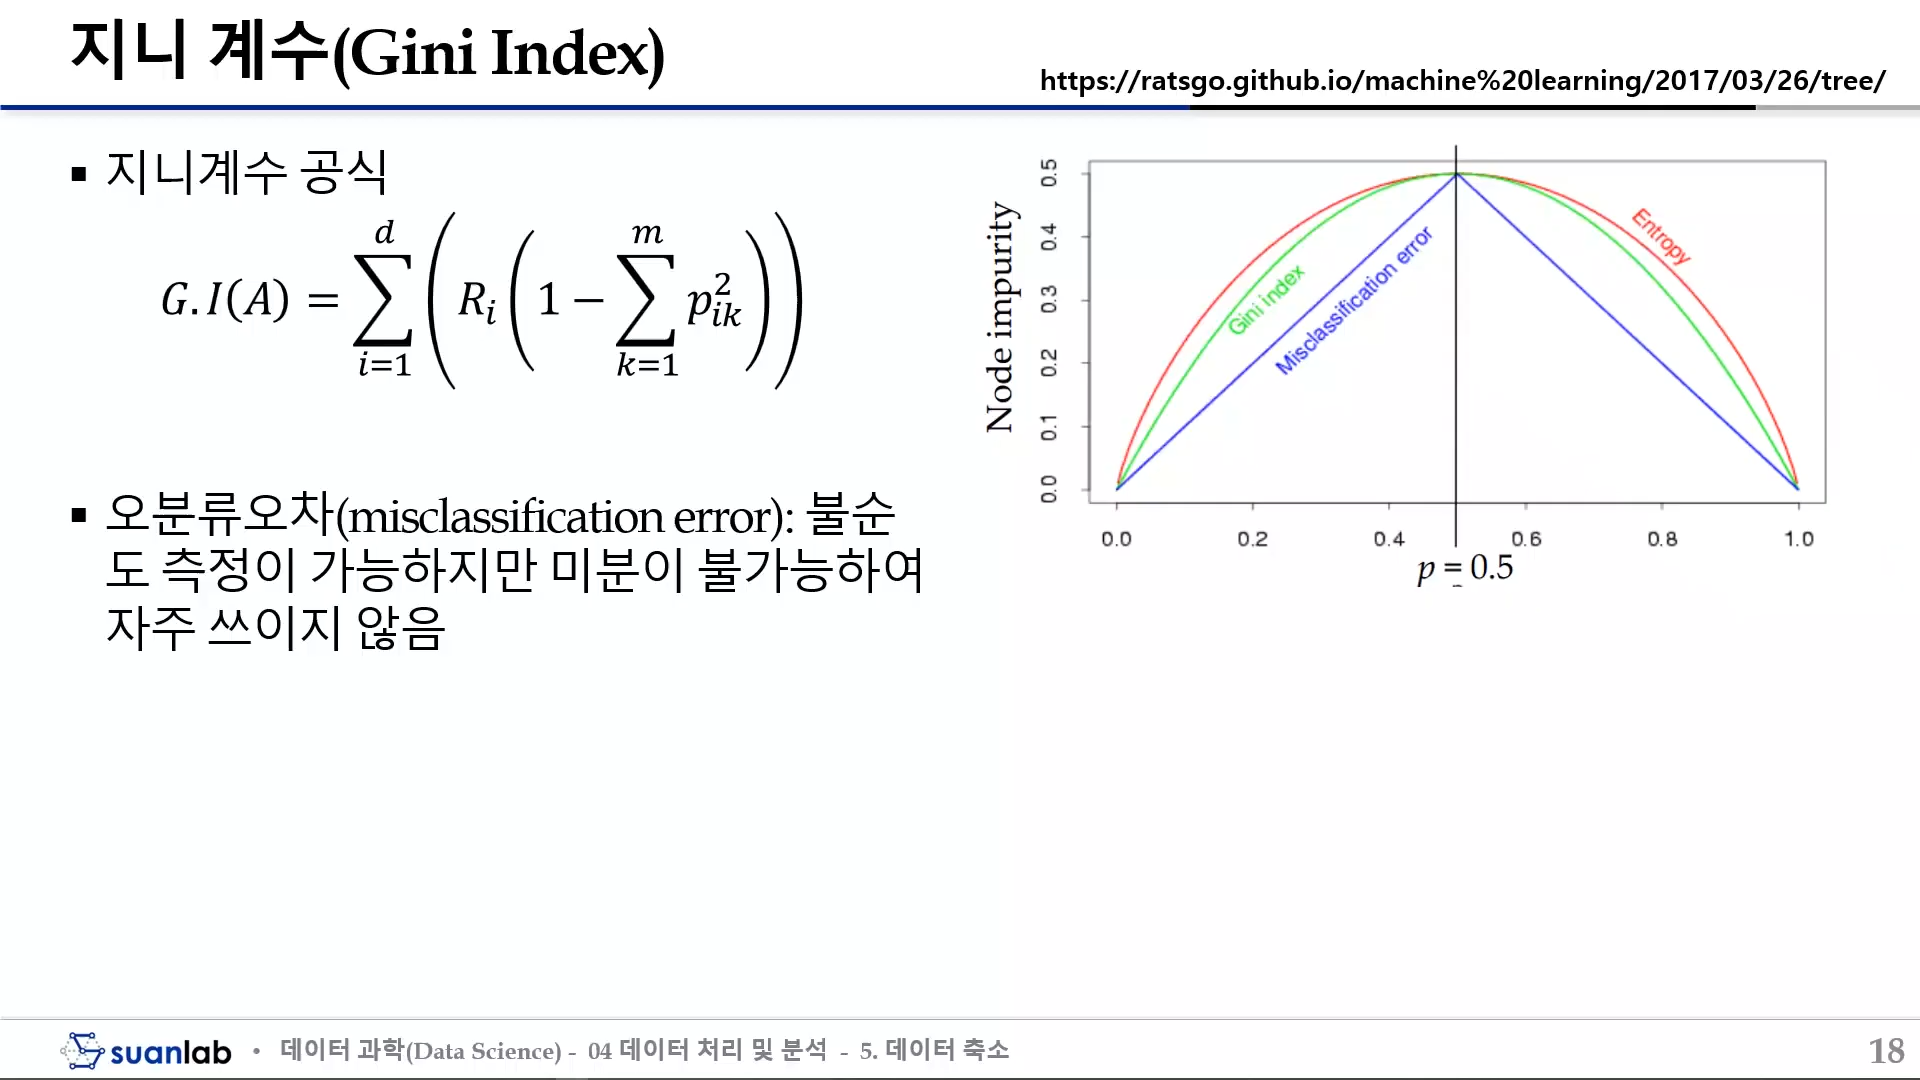 지니 계수(Gini Index)
https://ratsgo.github.io/machine%20learning/2017/03/26/tree/
▪ 지니계수 공식
G.I(A) = \sum_{i=1}^{d} \left( R_i \left( 1 - \sum_{k=1}^{m} p_{ik}^2 \right) \right)
▪ 오분류오차(misclassification error): 불순
도 측정이 가능하지만 미분이 불가능하여
자주 쓰이지 않음
Node impurity
0.5
0.4
0.3
0.2
0.1
0.0
Entropy
Gini index
Misclassification error
0.0 0.2 0.4 0.6 0.8 1.0
p = 0.5
suanlab • 데이터 과학(Data Science) - 04 데이터 처리 및 분석 - 5. 데이터 축소
18